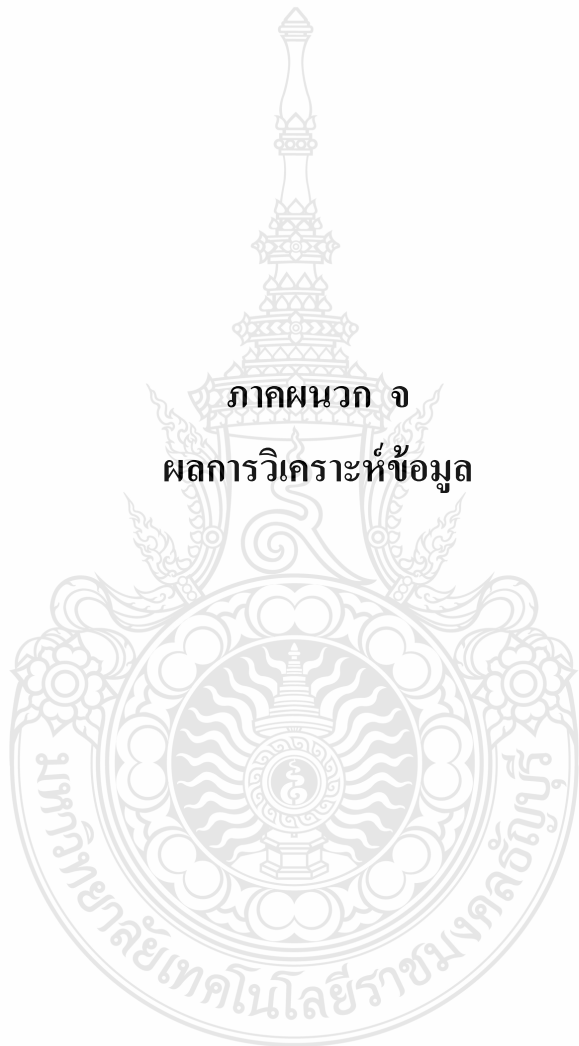 ภาคผนวก จ
ผลการวิเคราะห์ข้อมูล
มหาวิทยาลัยเทคโนโลยีราชมงคลธัญบุรี